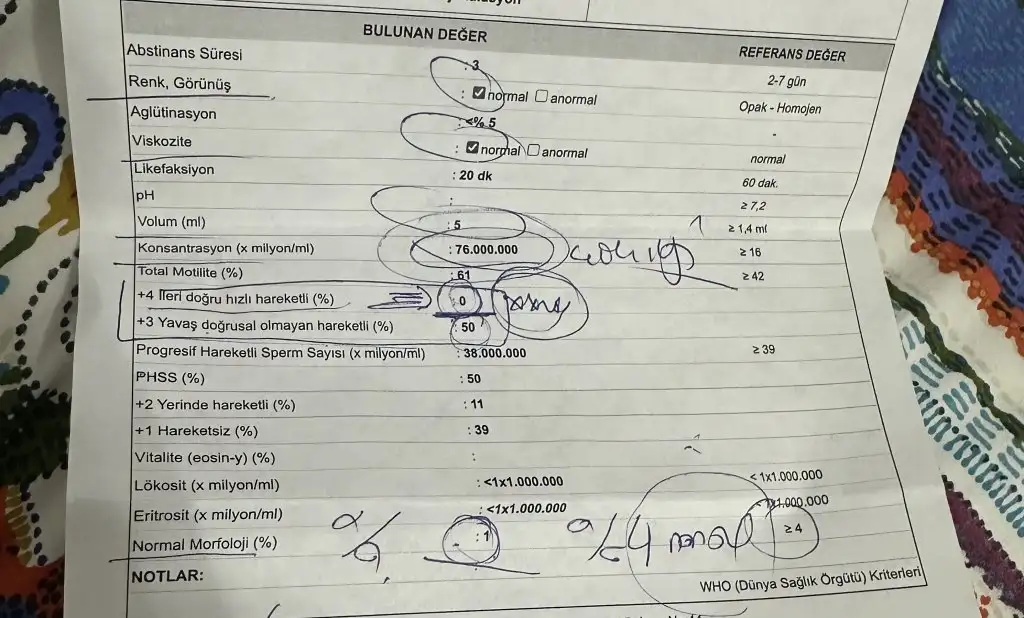 BULUNAN DEĞER REFERANS DEĞER
Abstinans Süresi : 3 2-7 gün
Renk, Görünüş : ☑ normal ☐ anormal Opak - Homojen
Aglütinasyon : <% 5 -
Viskozite : ☑ normal ☐ anormal normal
Likefaksiyon : 20 dk 60 dak.
pH : ≥ 7,2
Volum (ml) : 5 ≥ 1,4 ml
Konsantrasyon (x milyon/ml) : 76.000.000 ≥ 16
Total Motilite (%) : 61 ≥ 42
+4 İleri doğru hızlı hareketli (%) : 0
+3 Yavaş doğrusal olmayan hareketli (%) : 50
Progresif Hareketli Sperm Sayısı (x milyon/ml) : 38.000.000 ≥ 39
PHSS (%) : 50
+2 Yerinde hareketli (%) : 11
+1 Hareketsiz (%) : 39
Vitalite (eosin-y) (%) :
Lökosit (x milyon/ml) : <1x1.000.000 < 1x1.000.000
Eritrosit (x milyon/ml) : <1x1.000.000 <1x1.000.000
Normal Morfoloji (%) : 1 %4 ≥ 4
NOTLAR: WHO (Dünya Sağlık Örgütü) Kriterleri